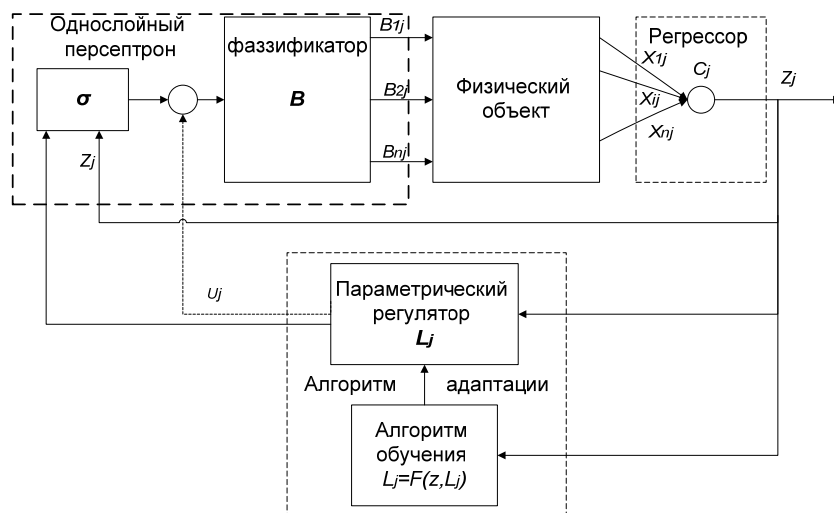 Однослойный
персептрон
σ
Zj
фаззификатор
B
B1j
B2j
Bnj
Физический
объект
Регрессор
X1j
Xij
Xnj
Cj
Zj
Uj
Параметрический
регулятор
Lj
Алгоритм адаптации
Алгоритм
обучения
Lj=F(z,Lj)